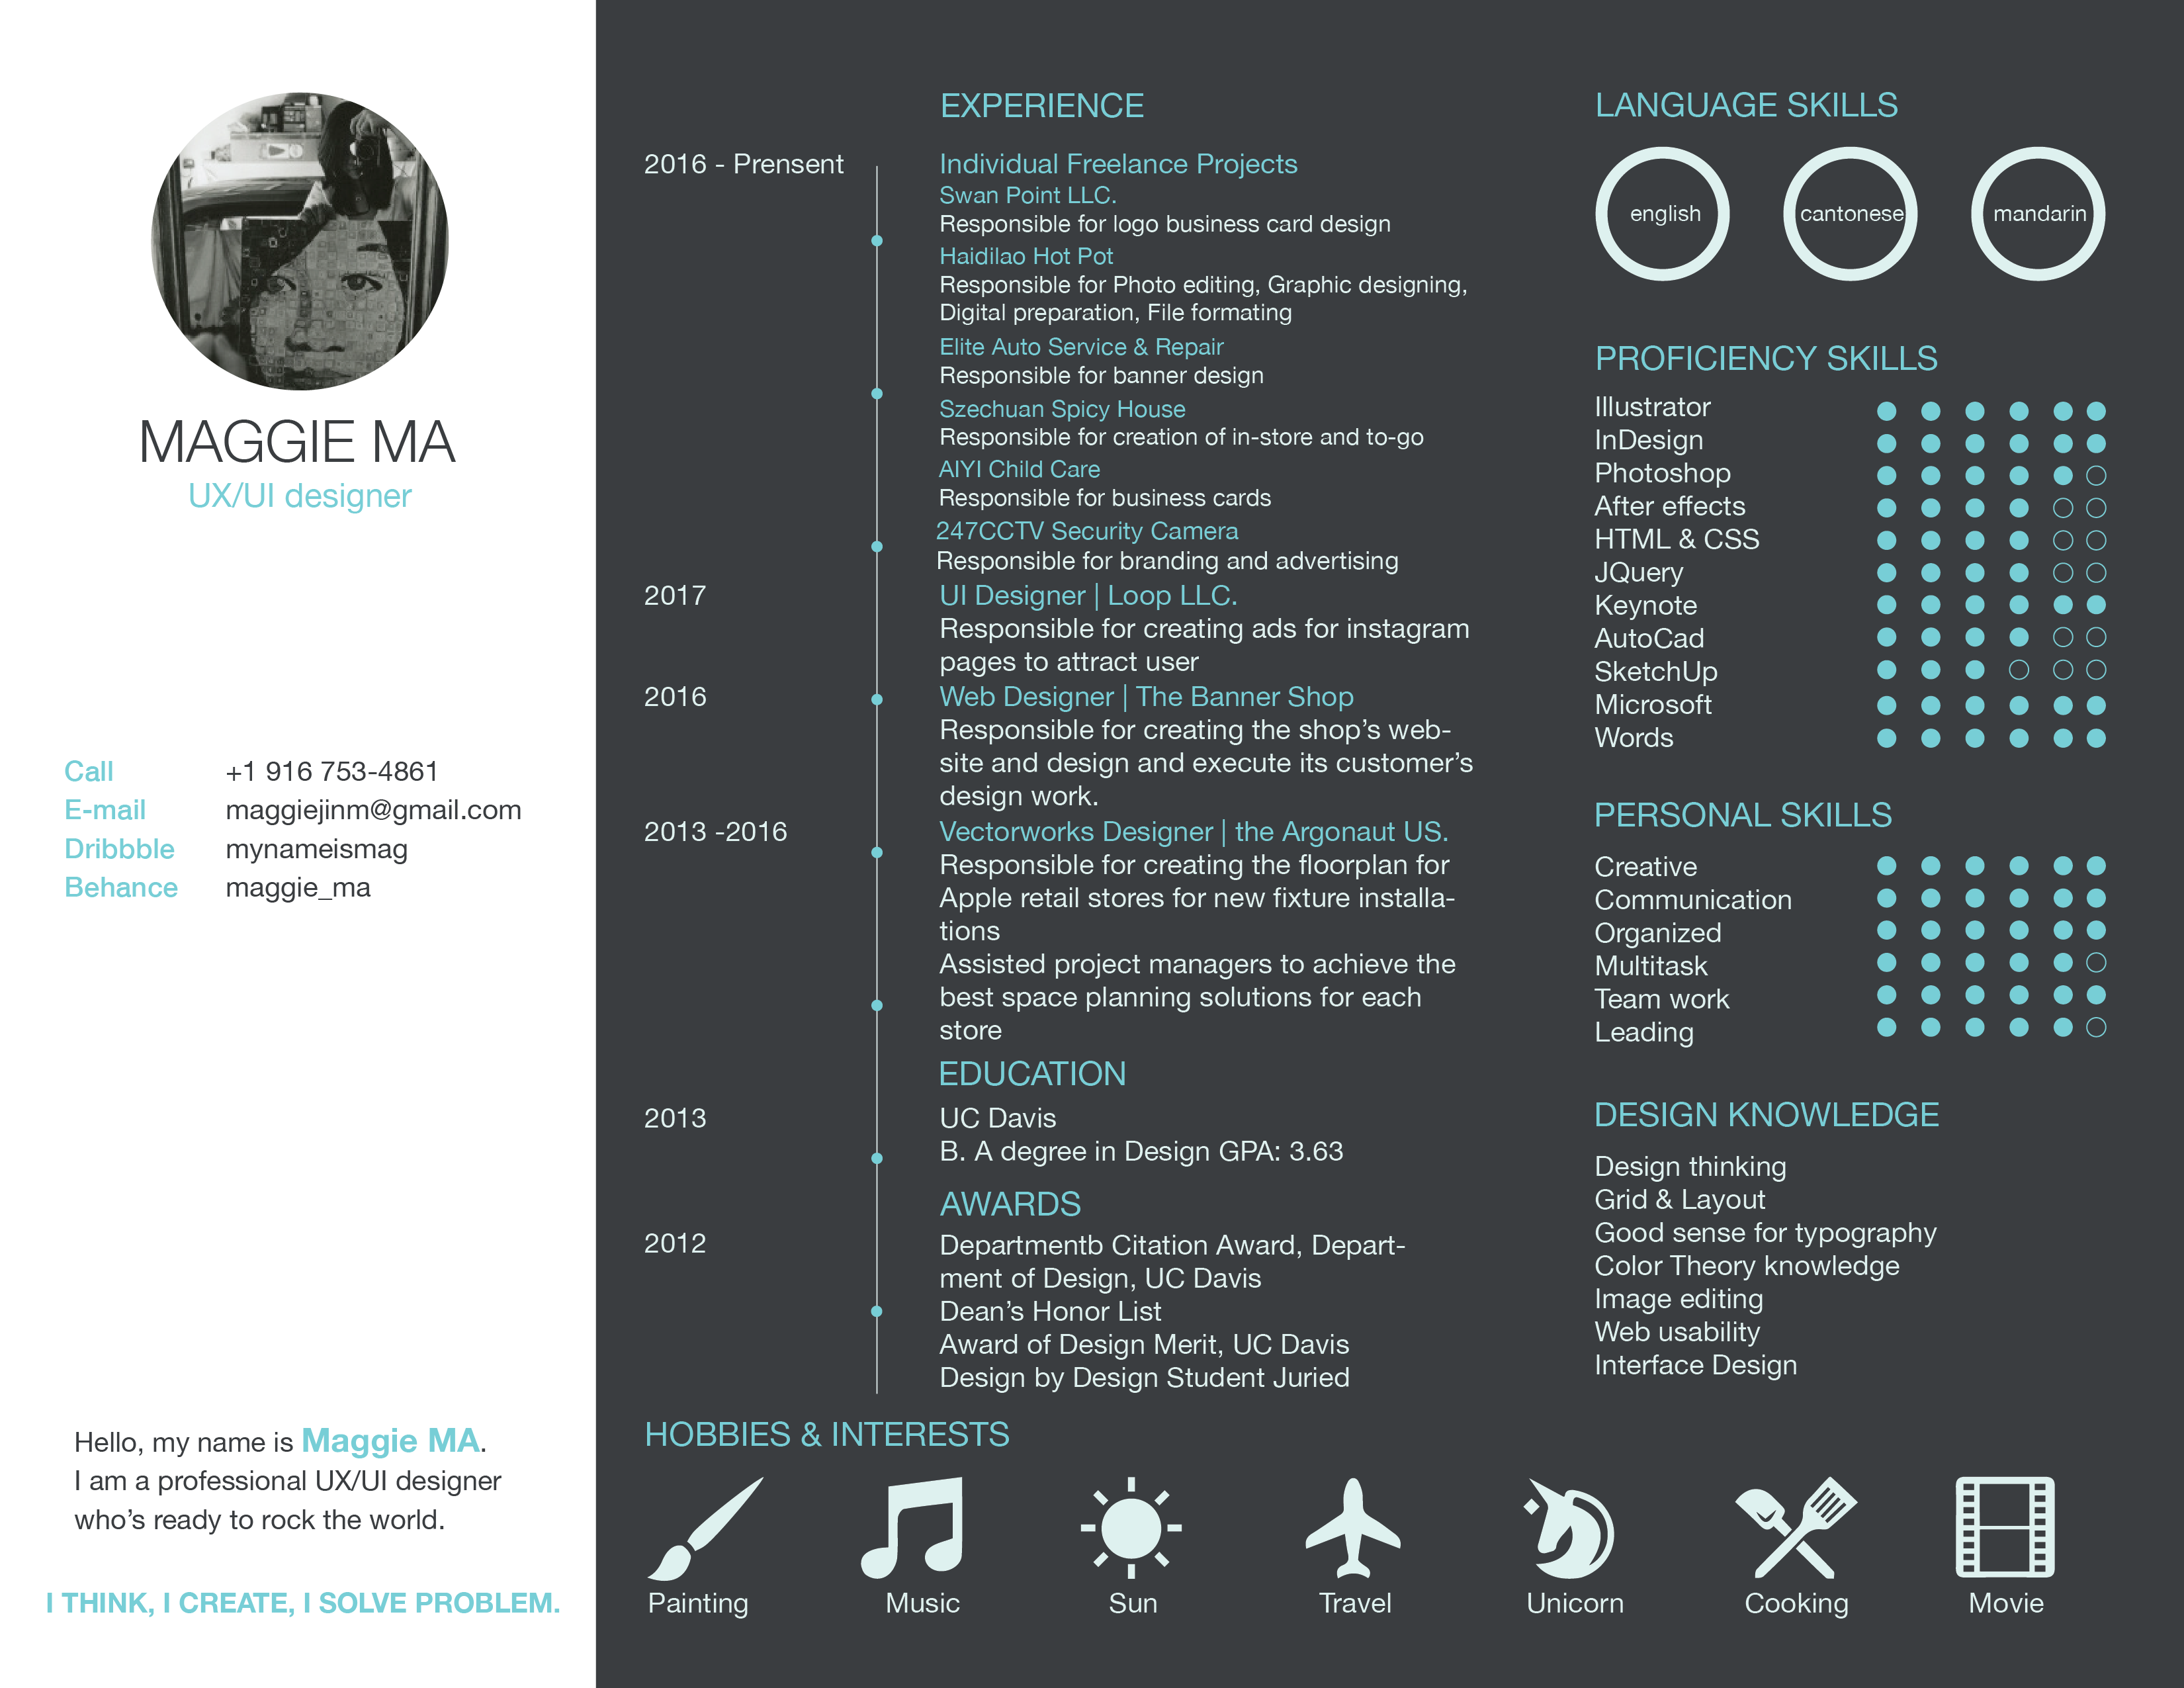 MAGGIE MA
UX/UI designer
Call +1 916 753-4861
E-mail maggiejinm@gmail.com
Dribbble mynameismag
Behance maggie_ma
Hello, my name is Maggie MA.
I am a professional UX/UI designer
who's ready to rock the world.
I THINK, I CREATE, I SOLVE PROBLEM.
EXPERIENCE
2016 - Prensent
Individual Freelance Projects
Swan Point LLC.
Responsible for logo business card design
Haidilao Hot Pot
Responsible for Photo editing, Graphic designing,
Digital preparation, File formating
Elite Auto Service & Repair
Responsible for banner design
Szechuan Spicy House
Responsible for creation of in-store and to-go
AIYI Child Care
Responsible for business cards
247CCTV Security Camera
Responsible for branding and advertising
2017
UI Designer | Loop LLC.
Responsible for creating ads for instagram
pages to attract user
2016
Web Designer | The Banner Shop
Responsible for creating the shop's web-
site and design and execute its customer's
design work.
2013 -2016
Vectorworks Designer | the Argonaut US.
Responsible for creating the floorplan for
Apple retail stores for new fixture installa-
tions
Assisted project managers to achieve the
best space planning solutions for each
store
EDUCATION
2013
UC Davis
B. A degree in Design GPA: 3.63
AWARDS
2012
Departmentb Citation Award, Depart-
ment of Design, UC Davis
Dean's Honor List
Award of Design Merit, UC Davis
Design by Design Student Juried
LANGUAGE SKILLS
english
cantonese
mandarin
PROFICIENCY SKILLS
Illustrator
InDesign
Photoshop
After effects
HTML & CSS
JQuery
Keynote
AutoCad
SketchUp
Microsoft
Words
PERSONAL SKILLS
Creative
Communication
Organized
Multitask
Team work
Leading
DESIGN KNOWLEDGE
Design thinking
Grid & Layout
Good sense for typography
Color Theory knowledge
Image editing
Web usability
Interface Design
HOBBIES & INTERESTS
Painting
Music
Sun
Travel
Unicorn
Cooking
Movie